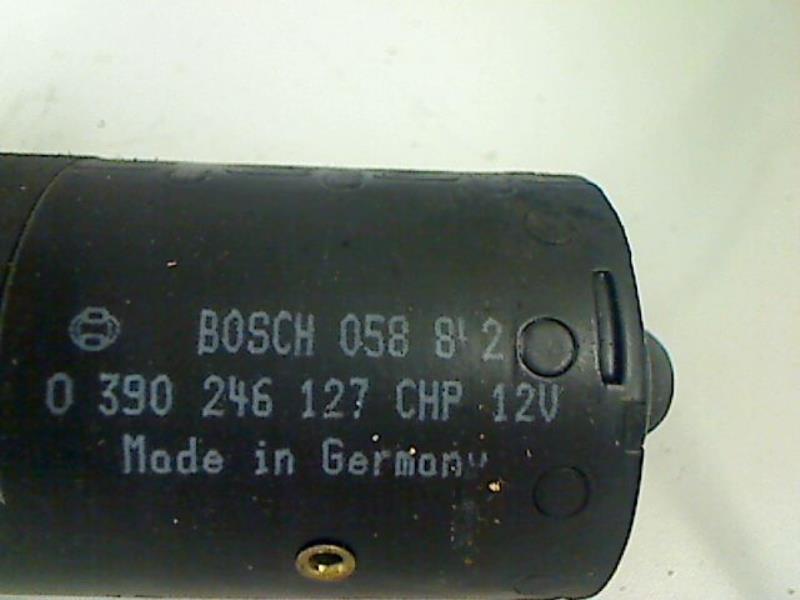 BOSCH 058
0 390 246 127 CHP 12V
Made in Germany